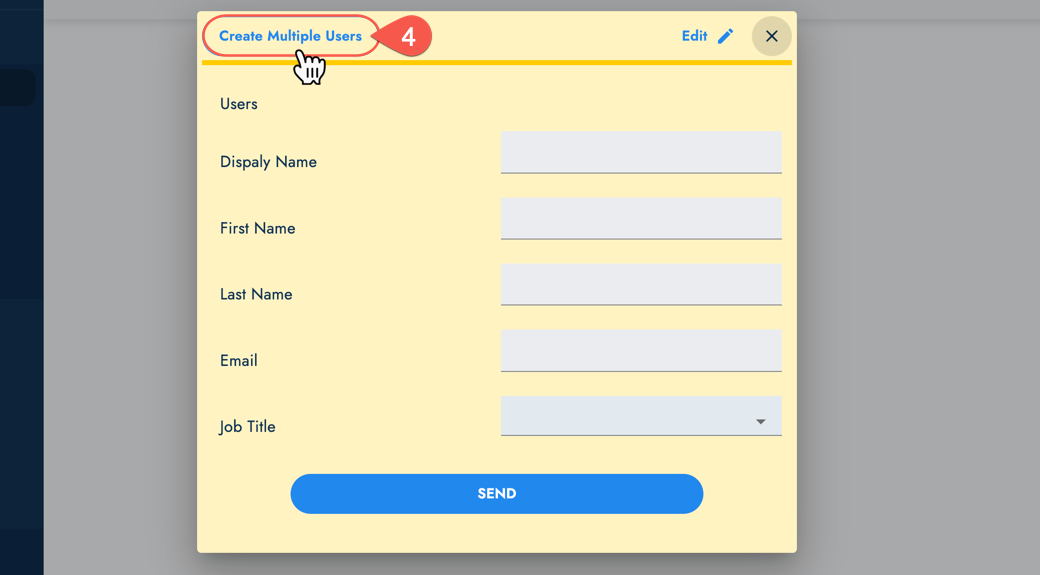 Create Multiple Users
4
Edit
Users
Dispaly Name
First Name
Last Name
Email
Job Title
SEND